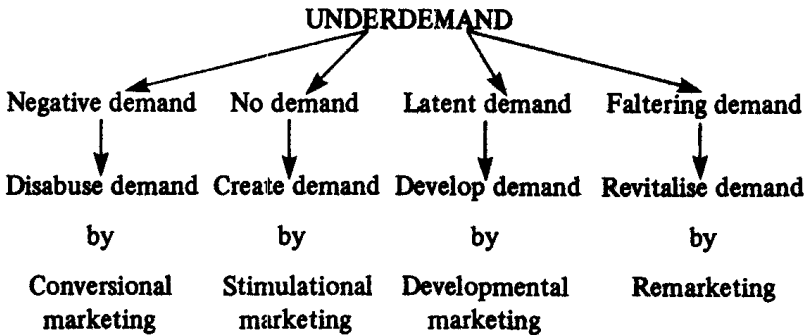 UNDERDEMAND
Negative demand No demand Latent demand Faltering demand
Disabuse demand Create demand Develop demand Revitalise demand
by by by by
Conversional Stimulational Developmental Remarketing
marketing marketing marketing